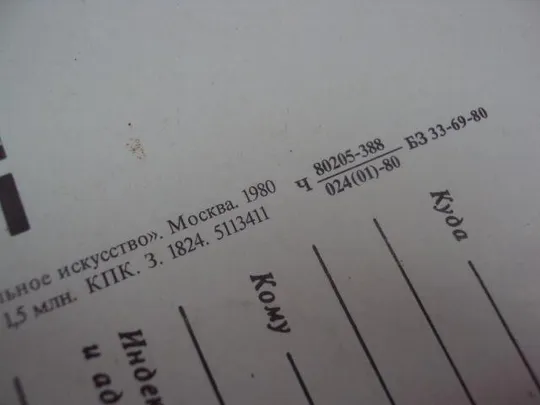 льное искусство». Москва. 1980
1,5 млн. КПК. З. 1824. 5113411
Ч 80205-388 БЗ 33-69-80
024(01)-80
Куда
Кому
Индек
и ад